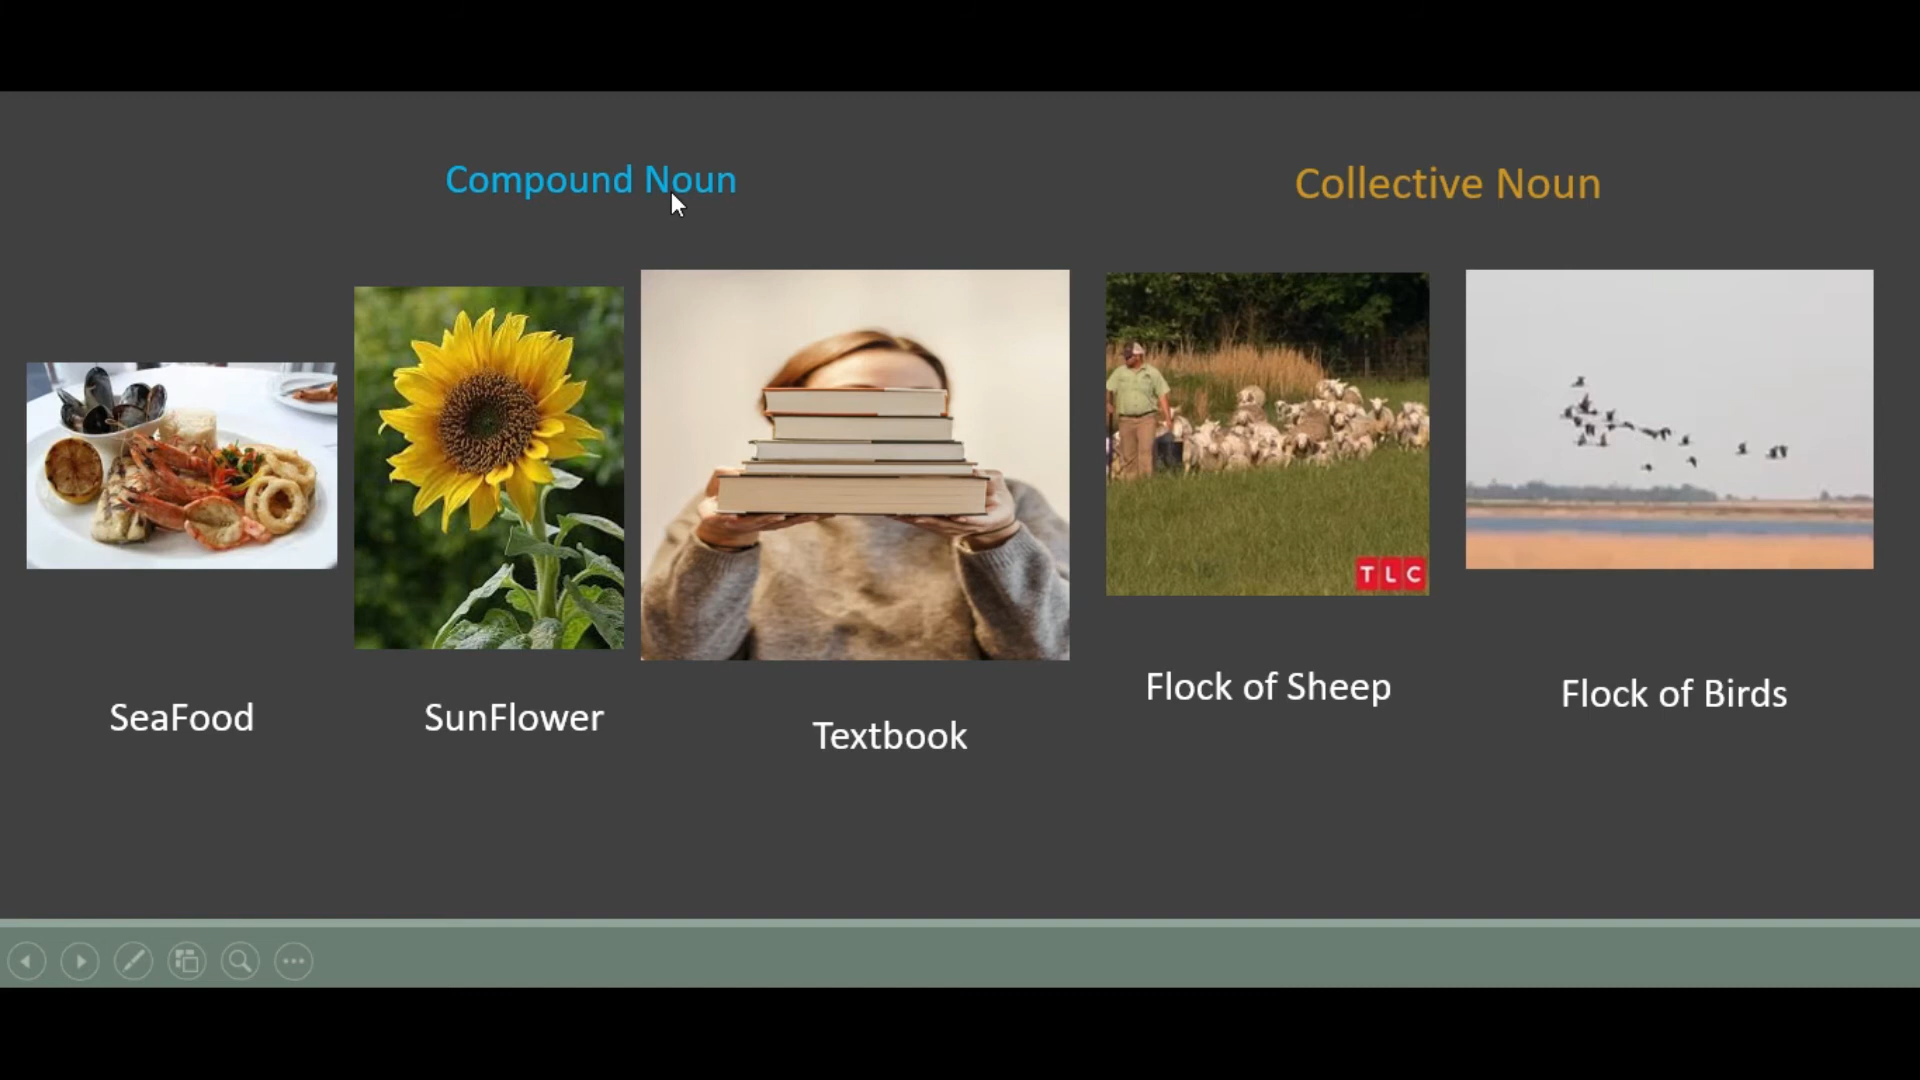 Compound Noun
Collective Noun
TLC
SeaFood
SunFlower
Textbook
Flock of Sheep
Flock of Birds